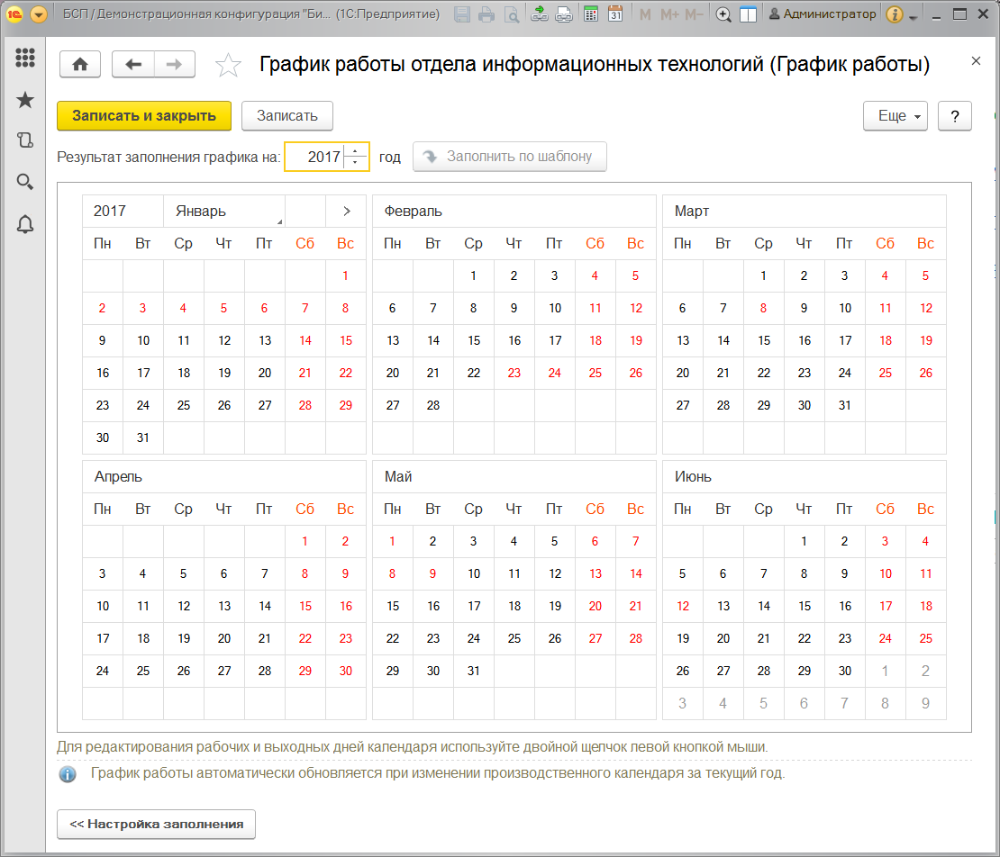 БСП / Демонстрационная конфигурация "Би... (1С:Предприятие) M M+ M- Администратор
График работы отдела информационных технологий (График работы)
Записать и закрыть Записать Еще ?
Результат заполнения графика на: 2017 год Заполнить по шаблону
2017 Январь > Февраль Март
Пн Вт Ср Чт Пт Сб Вс Пн Вт Ср Чт Пт Сб Вс Пн Вт Ср Чт Пт Сб Вс
1 1 2 3 4 5 1 2 3 4 5
2 3 4 5 6 7 8 6 7 8 9 10 11 12 6 7 8 9 10 11 12
9 10 11 12 13 14 15 13 14 15 16 17 18 19 13 14 15 16 17 18 19
16 17 18 19 20 21 22 20 21 22 23 24 25 26 20 21 22 23 24 25 26
23 24 25 26 27 28 29 27 28 27 28 29 30 31
30 31
Апрель Май Июнь
Пн Вт Ср Чт Пт Сб Вс Пн Вт Ср Чт Пт Сб Вс Пн Вт Ср Чт Пт Сб Вс
1 2 1 2 3 4 5 6 7 1 2 3 4
3 4 5 6 7 8 9 8 9 10 11 12 13 14 5 6 7 8 9 10 11
10 11 12 13 14 15 16 15 16 17 18 19 20 21 12 13 14 15 16 17 18
17 18 19 20 21 22 23 22 23 24 25 26 27 28 19 20 21 22 23 24 25
24 25 26 27 28 29 30 29 30 31 26 27 28 29 30 1 2
3 4 5 6 7 8 9
Для редактирования рабочих и выходных дней календаря используйте двойной щелчок левой кнопкой мыши.
График работы автоматически обновляется при изменении производственного календаря за текущий год.
<< Настройка заполнения